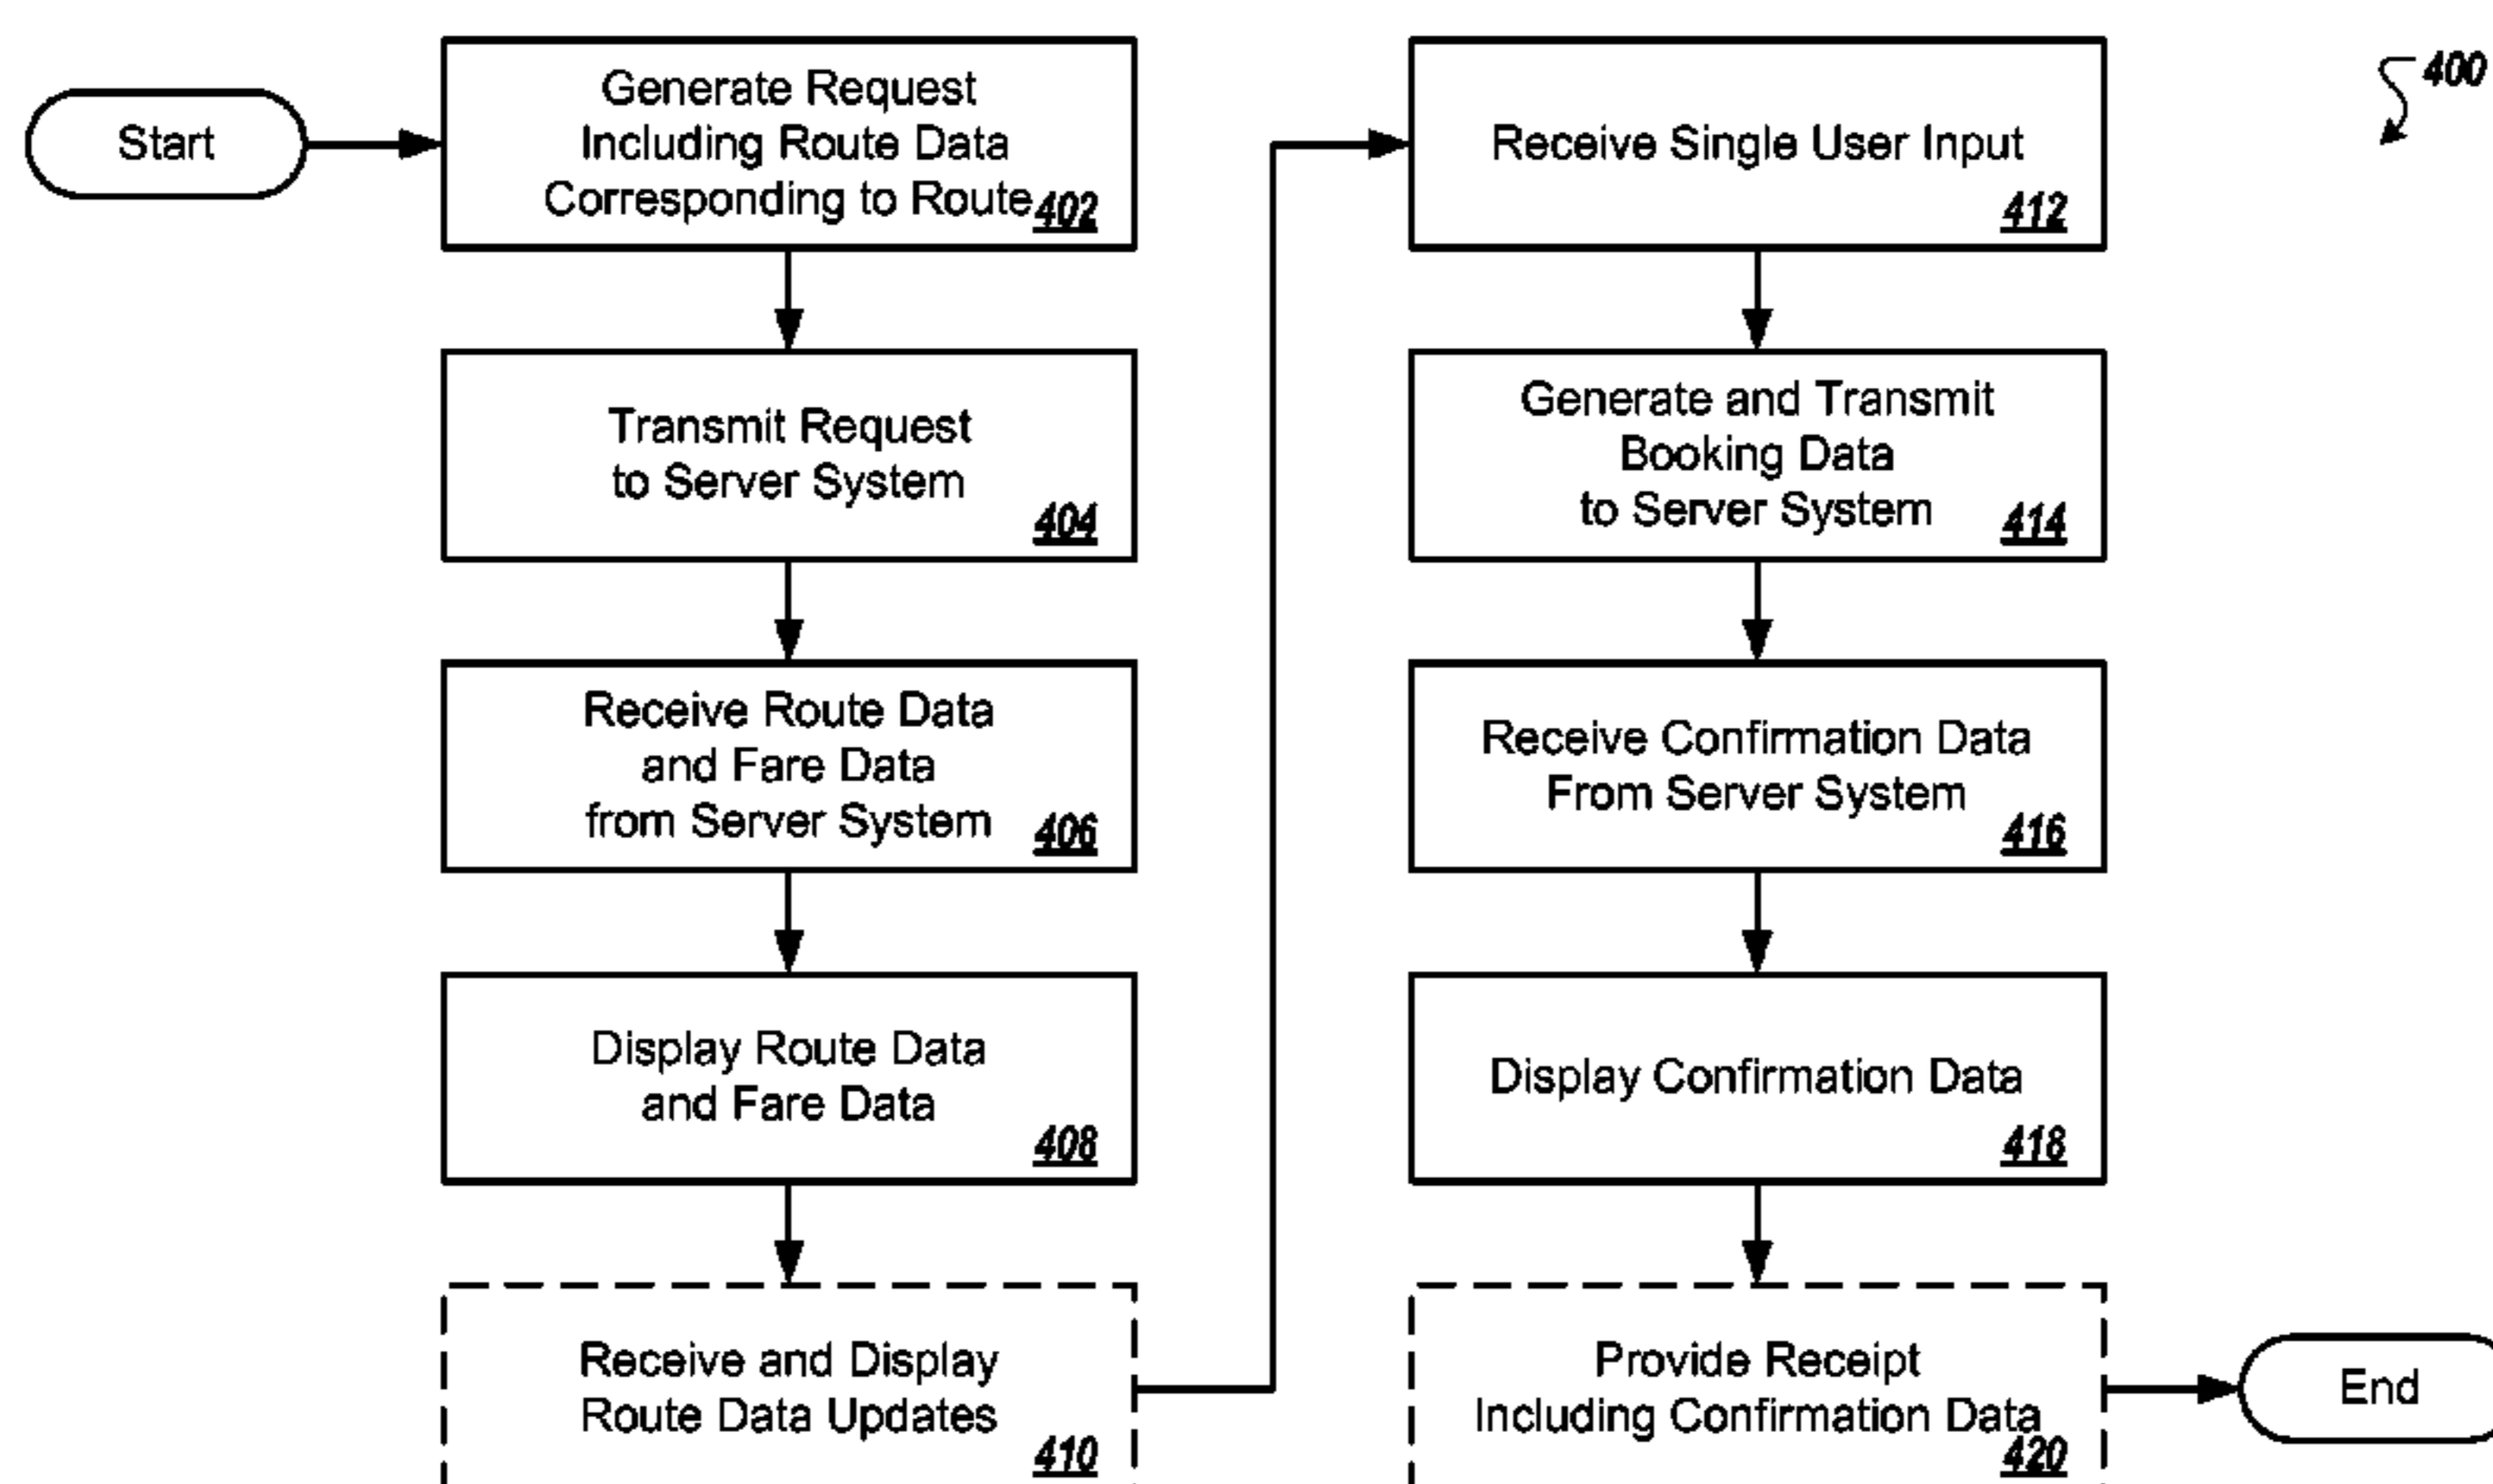 Start
Generate Request
Including Route Data
Corresponding to Route
402
Transmit Request
to Server System
404
Receive Route Data
and Fare Data
from Server System
406
Display Route Data
and Fare Data
408
Receive and Display
Route Data Updates
410
Receive Single User Input
412
Generate and Transmit
Booking Data
to Server System
414
Receive Confirmation Data
From Server System
416
Display Confirmation Data
418
Provide Receipt
Including Confirmation Data
420
End
400